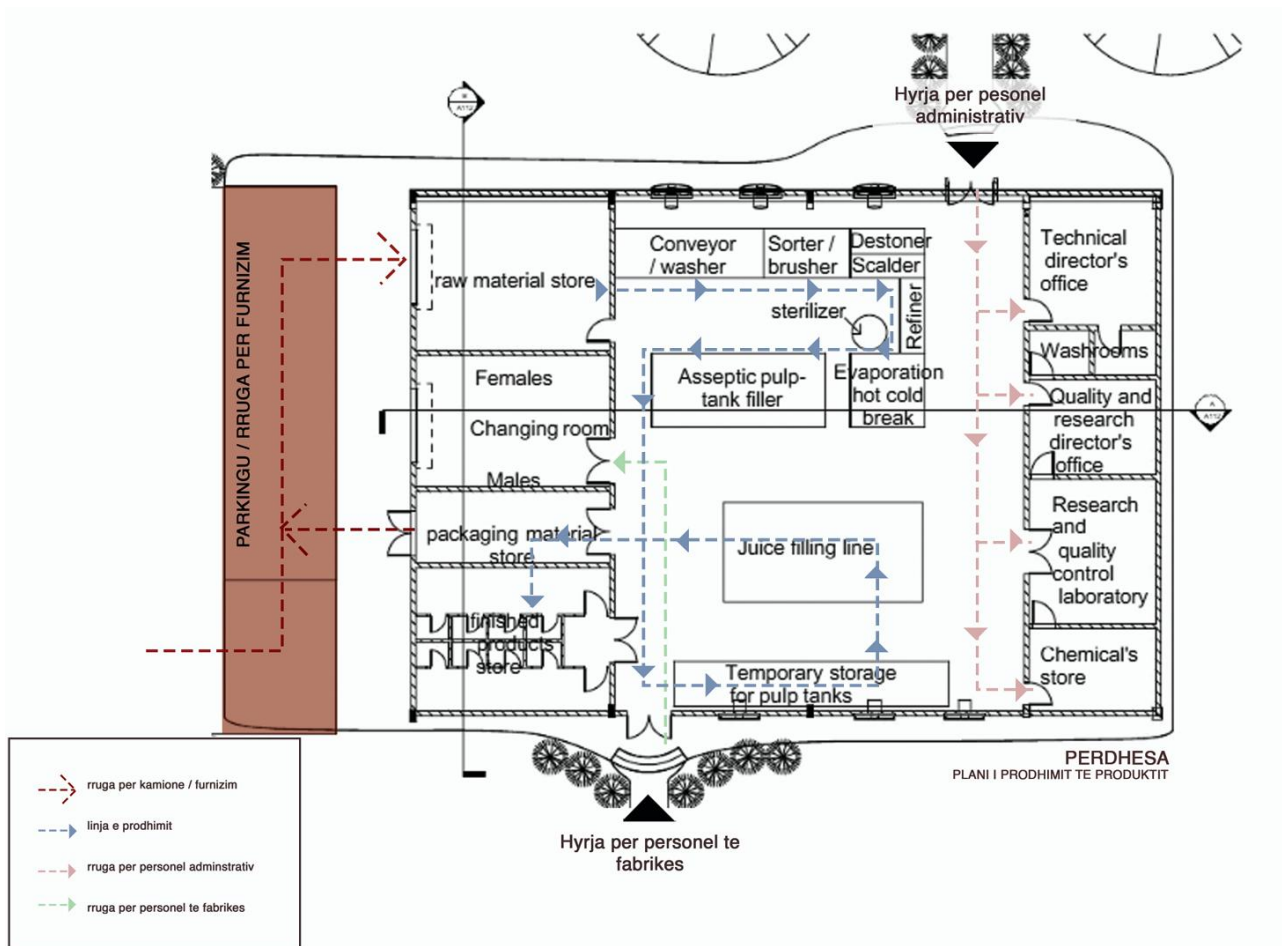 Hyrja per pesonel
administrativ
PARKINGU / RRUGA PER FURNIZIM
B
A112
raw material store
Conveyor
/ washer
Sorter /
brusher
Destoner
Scalder
Refiner
sterilizer
Technical
director's
office
Washrooms
Females
Changing room
Males
Asseptic pulp-
tank filler
Evaporation
hot cold
break
Quality and
research
director's
office
A
A112
packaging material
store
Juice filling line
Research
and
quality
control
laboratory
finished
products
store
Temporary storage
for pulp tanks
Chemical's
store
PERDHESA
PLANI I PRODHIMIT TE PRODUKTIT
Hyrja per personel te
fabrikes
rruga per kamione / furnizim
linja e prodhimit
rruga per personel adminstrativ
rruga per personel te fabrikes